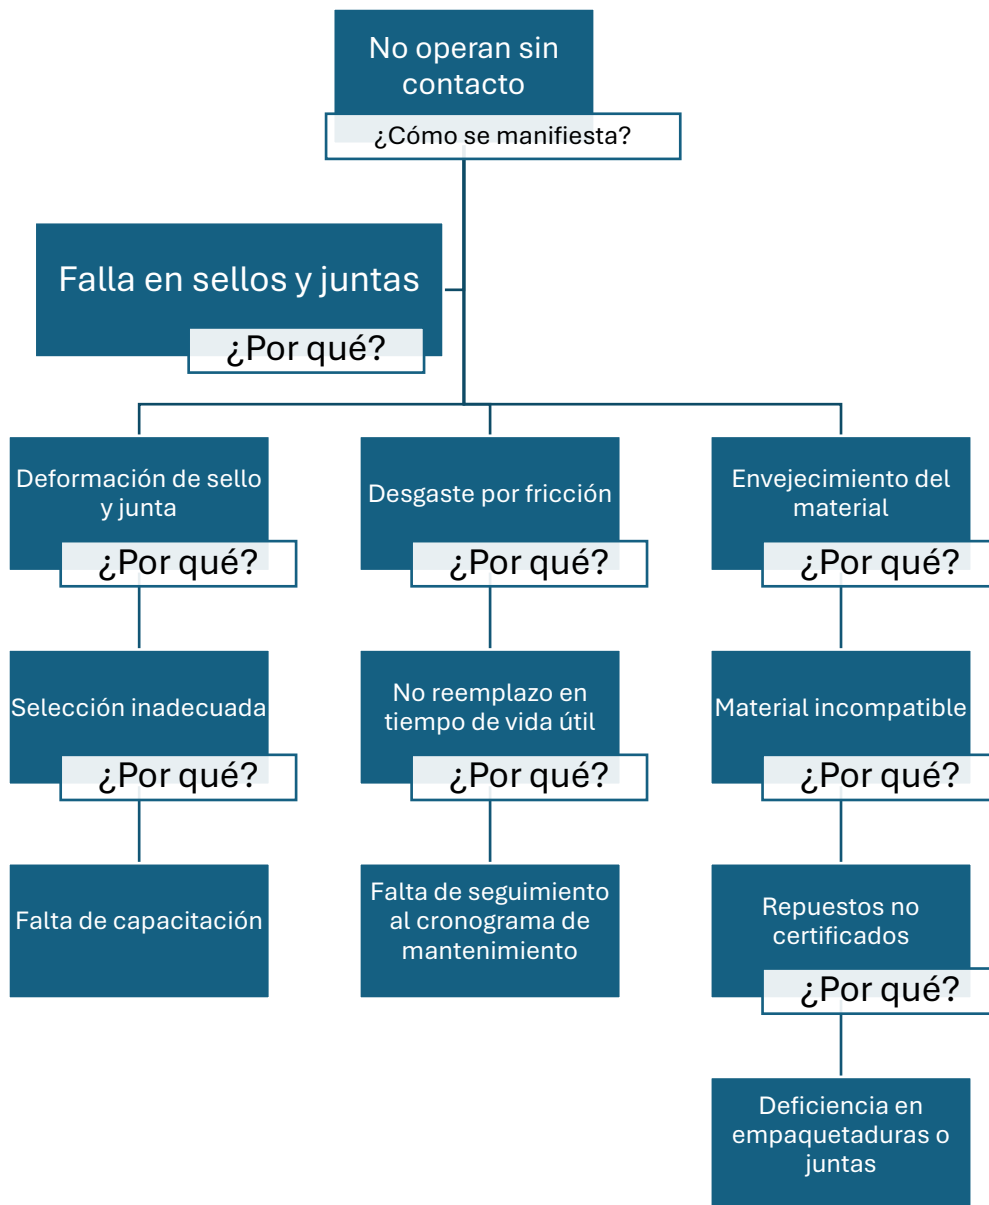 No operan sin
contacto
¿Cómo se manifiesta?
Falla en sellos y juntas
¿Por qué?
Deformación de sello
y junta
¿Por qué?
Desgaste por fricción
¿Por qué?
Envejecimiento del
material
¿Por qué?
Selección inadecuada
¿Por qué?
No reemplazo en
tiempo de vida útil
¿Por qué?
Material incompatible
¿Por qué?
Falta de capacitación
Falta de seguimiento
al cronograma de
mantenimiento
Repuestos no
certificados
¿Por qué?
Deficiencia en
empaquetaduras o
juntas